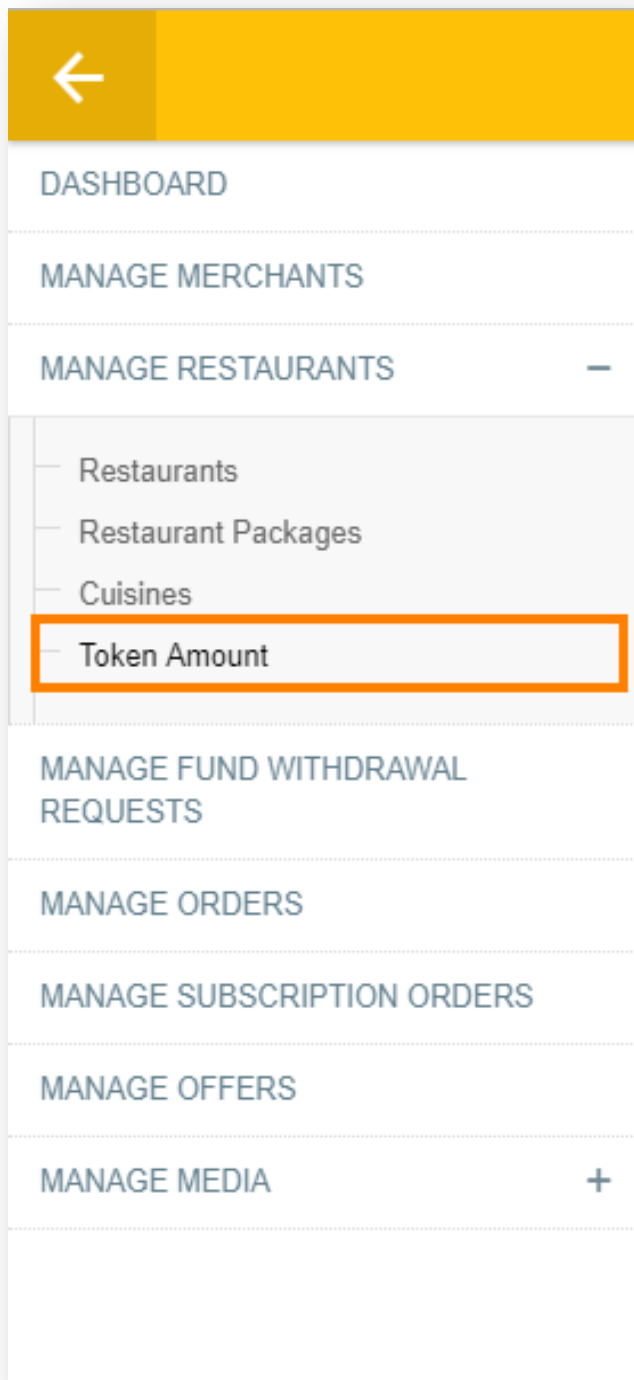 DASHBOARD
MANAGE MERCHANTS
MANAGE RESTAURANTS
Restaurants
Restaurant Packages
Cuisines
Token Amount
MANAGE FUND WITHDRAWAL
REQUESTS
MANAGE ORDERS
MANAGE SUBSCRIPTION ORDERS
MANAGE OFFERS
MANAGE MEDIA